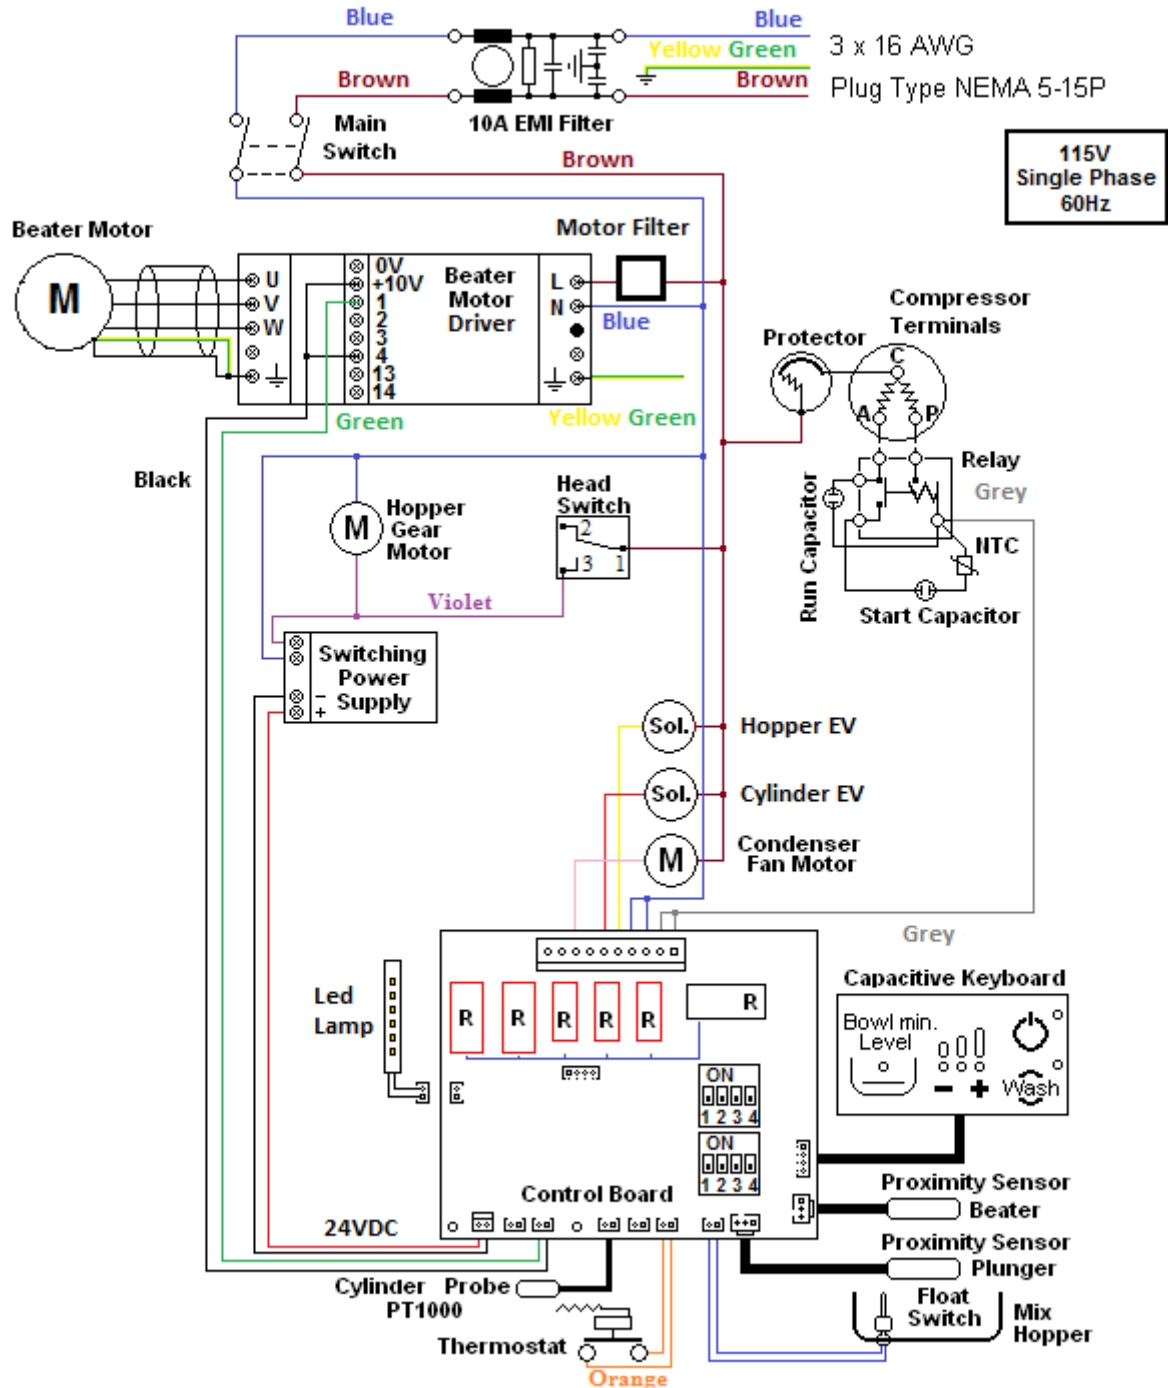 Blue
Blue
Yellow Green
3 x 16 AWG
Brown
Brown
Plug Type NEMA 5-15P
10A EMI Filter
Main
Switch
Brown
115V
Single Phase
60Hz
Beater Motor
Motor Filter
U
V
W
0V
+10V
1
2
3
4
13
14
Beater
Motor
Driver
L
N
Blue
M
Green
Yellow Green
Compressor
Terminals
Protector
C
A
P
Relay
Grey
NTC
Run Capacitor
Start Capacitor
Black
M
Hopper
Gear
Motor
Head
Switch
2
3 1
Violet
Switching
Power
Supply
−
+
Sol.
Hopper EV
Sol.
Cylinder EV
M
Condenser
Fan Motor
Grey
Led
Lamp
R
R
R
R
R
R
ON
1 2 3 4
ON
1 2 3 4
Control Board
Capacitive Keyboard
Bowl min.
Level
− +
Wash
Proximity Sensor
Beater
Proximity Sensor
Plunger
24VDC
Cylinder Probe
PT1000
Float
Switch
Mix
Hopper
Thermostat
Orange